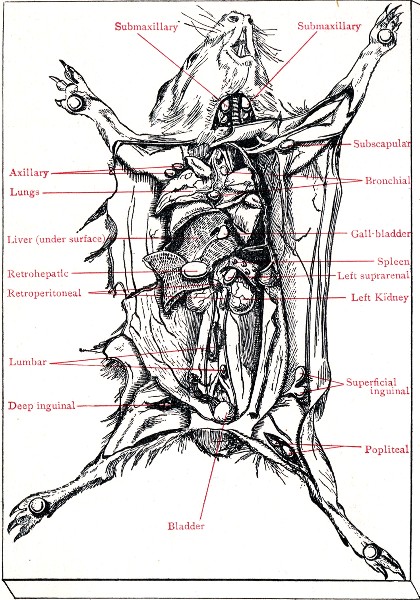 Submaxillary
Submaxillary
Subscapular
Axillary
Bronchial
Lungs
Liver (under surface)
Gall-bladder
Spleen
Retrohepatic
Left suprarenal
Retroperitoneal
Left Kidney
Lumbar
Superficial
inguinal
Deep inguinal
Popliteal
Bladder